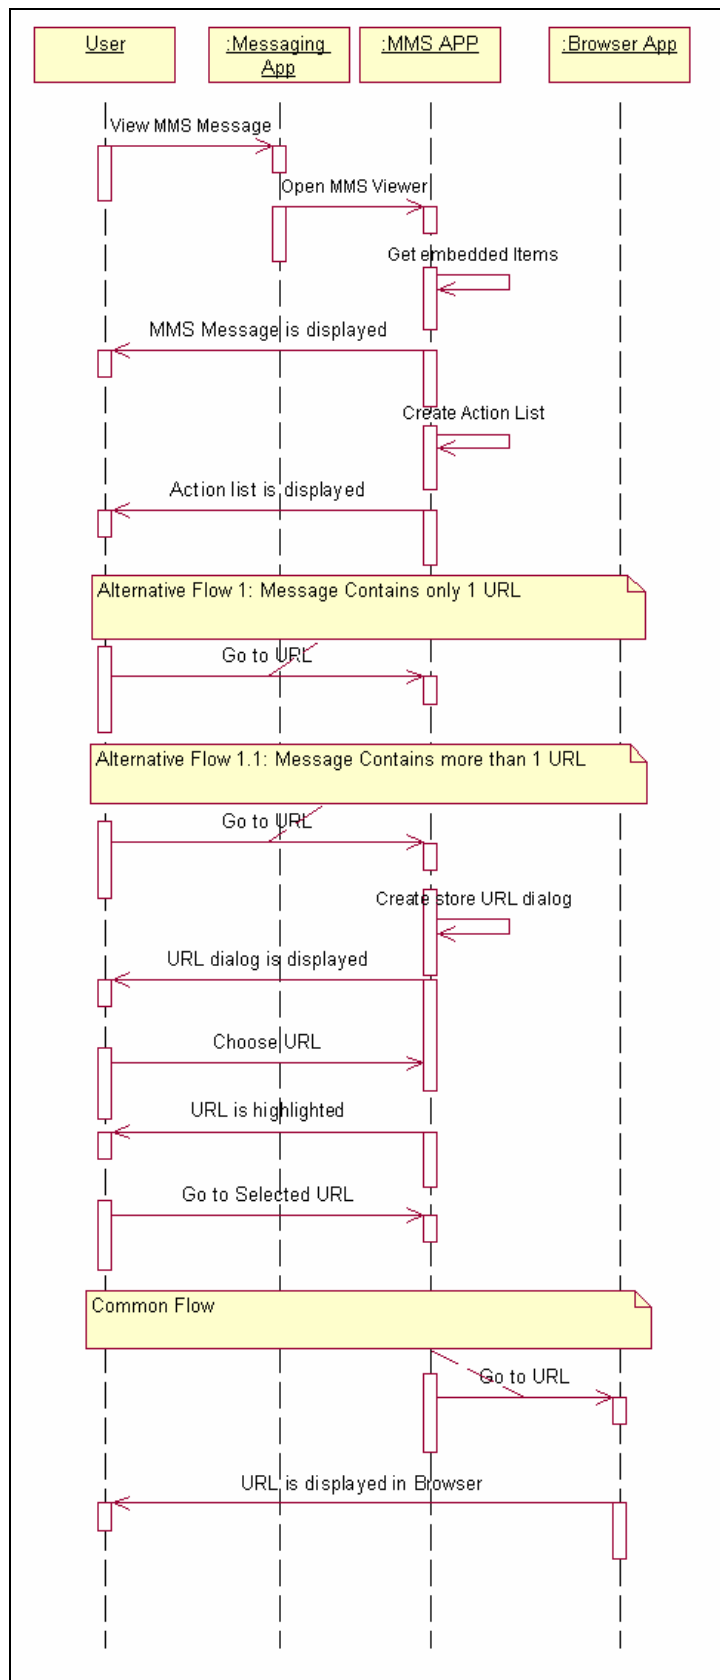 User
:Messaging
App
:MMS APP
:Browser App
View MMS Message
Open MMS Viewer
Get embedded Items
MMS Message is displayed
Create Action List
Action list is displayed
Alternative Flow 1: Message Contains only 1 URL
Go to URL
Alternative Flow 1.1: Message Contains more than 1 URL
Go to URL
Create store URL dialog
URL dialog is displayed
Choose URL
URL is highlighted
Go to Selected URL
Common Flow
Go to URL
URL is displayed in Browser